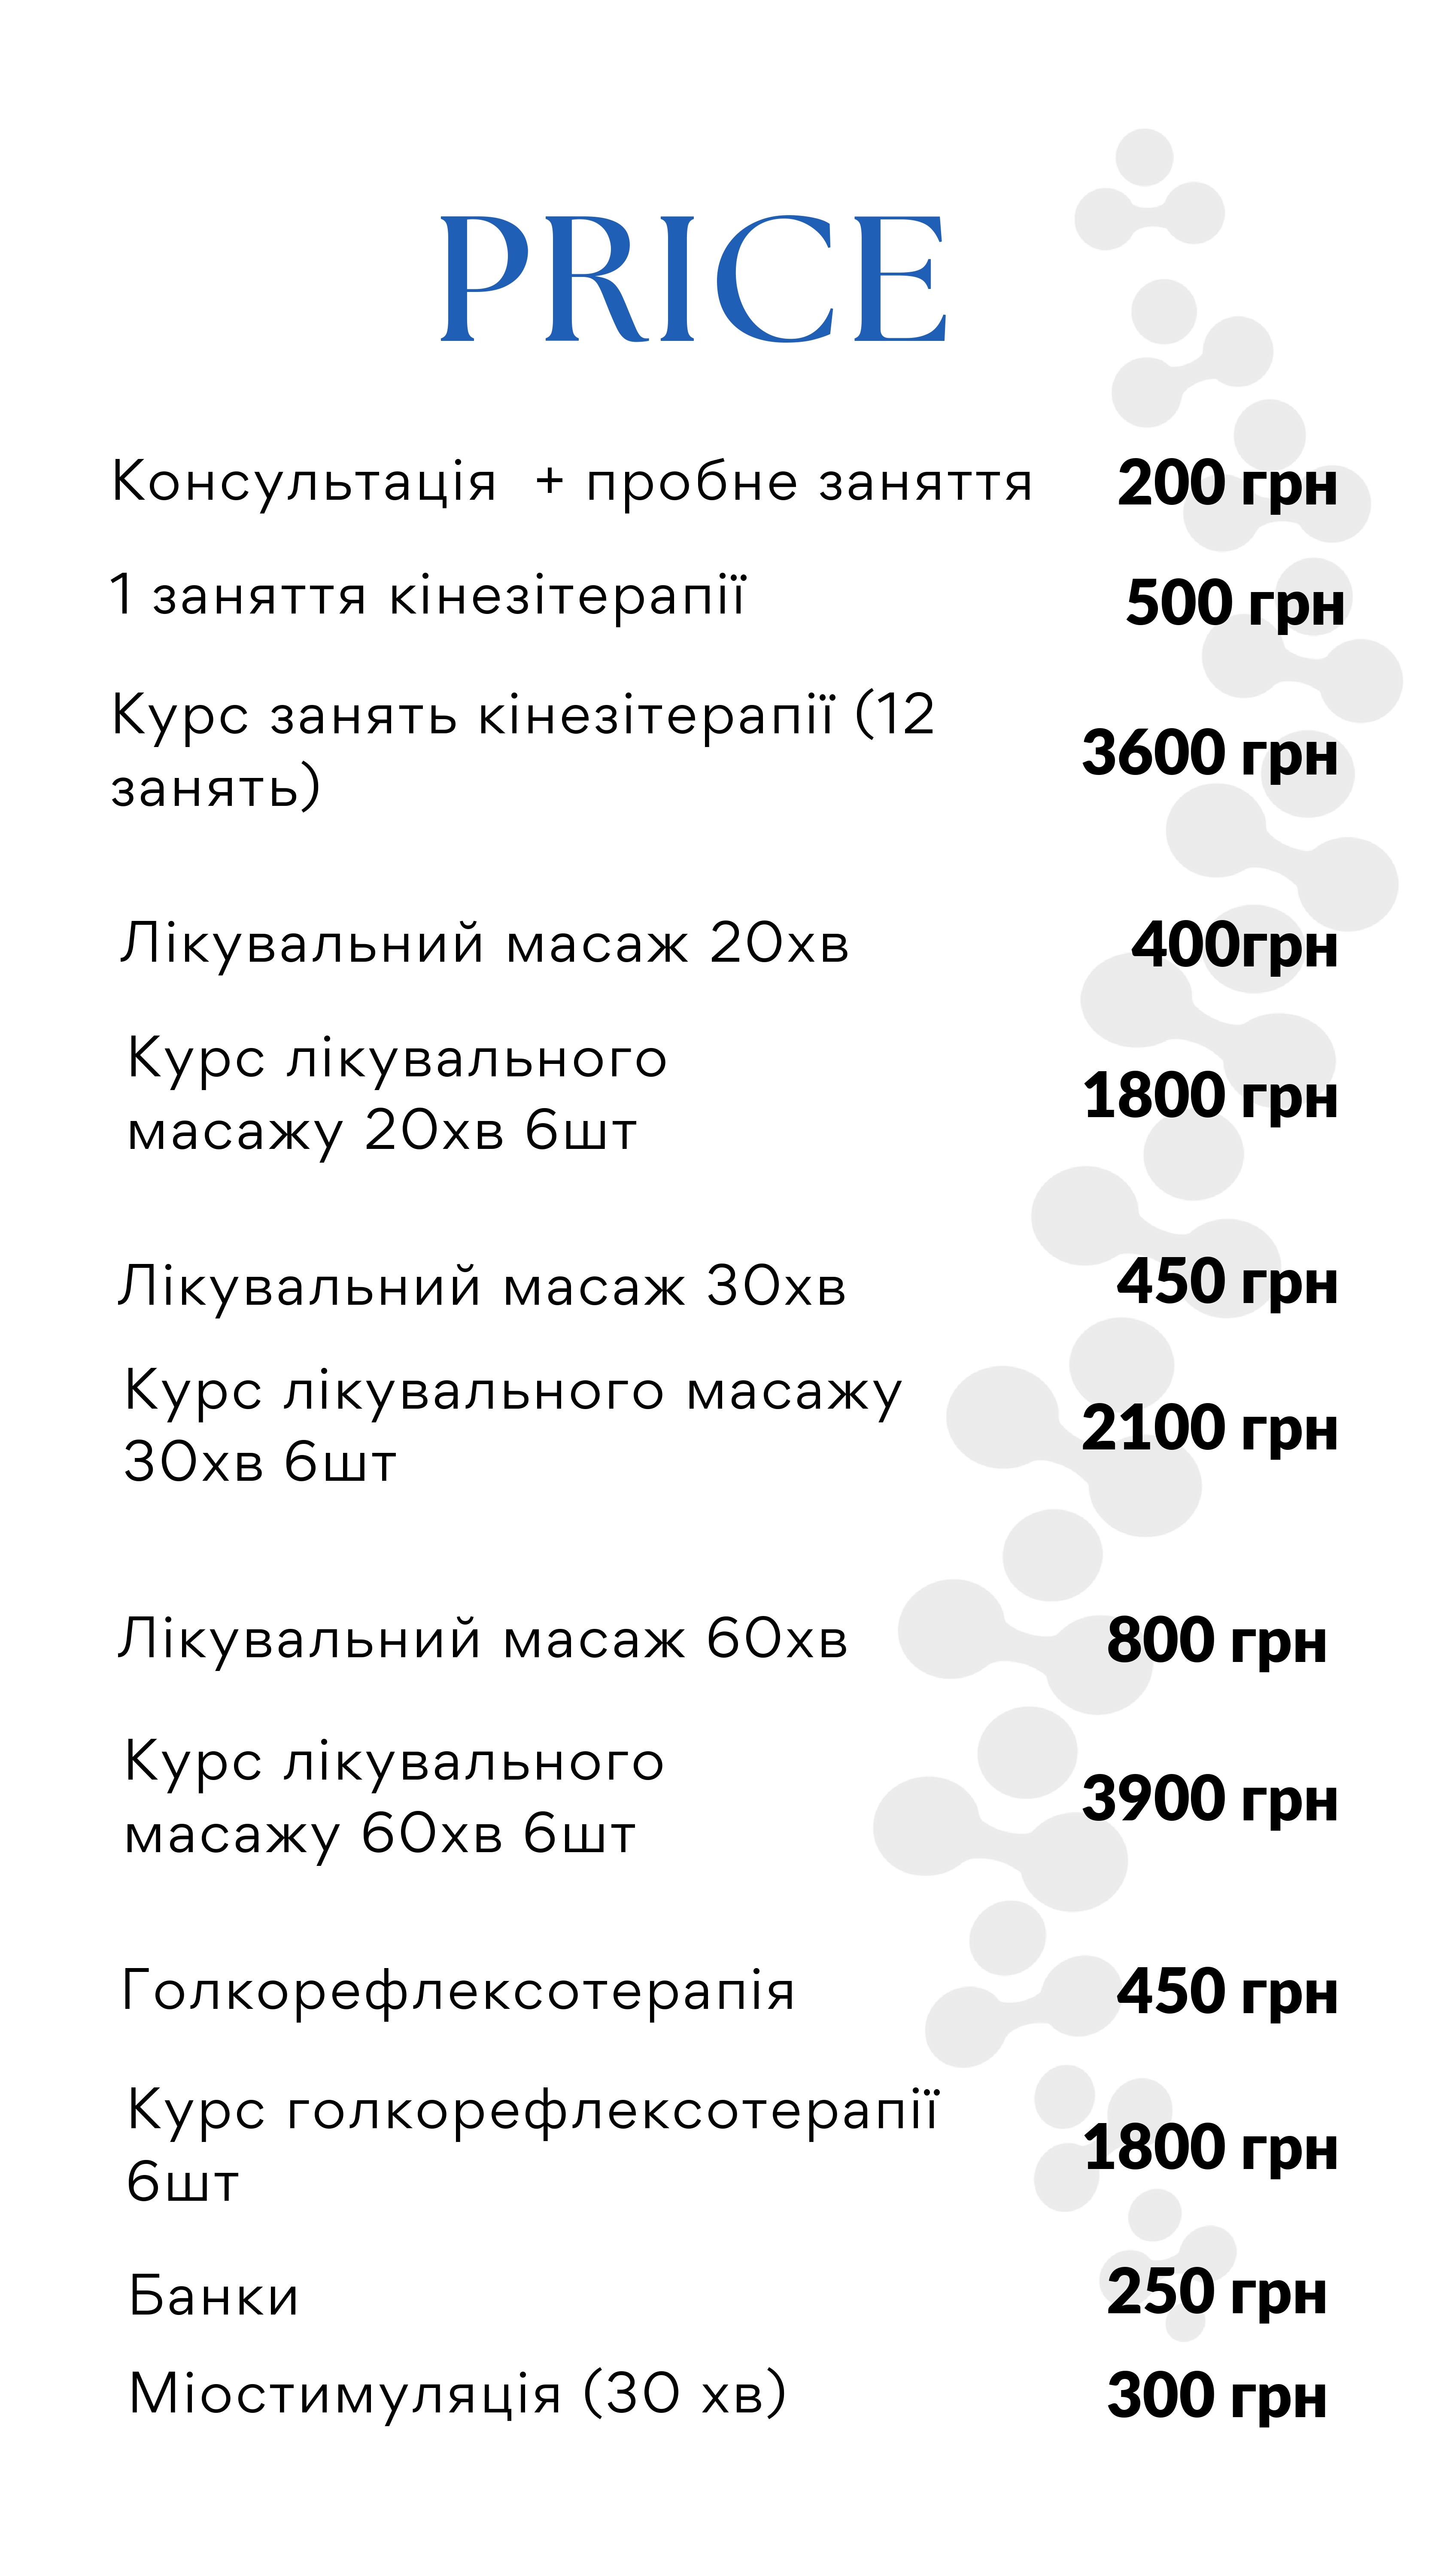 PRICE
Консультація + пробне заняття 200 грн
1 заняття кінезітерапії 500 грн
Курс занять кінезітерапії (12
занять) 3600 грн
Лікувальний масаж 20хв 400грн
Курс лікувального
масажу 20хв 6шт 1800 грн
Лікувальний масаж 30хв 450 грн
Курс лікувального масажу
30хв 6шт 2100 грн
Лікувальний масаж 60хв 800 грн
Курс лікувального
масажу 60хв 6шт 3900 грн
Голкорефлексотерапія 450 грн
Курс голкорефлексотерапії
6шт 1800 грн
Банки 250 грн
Міостимуляція (30 хв) 300 грн